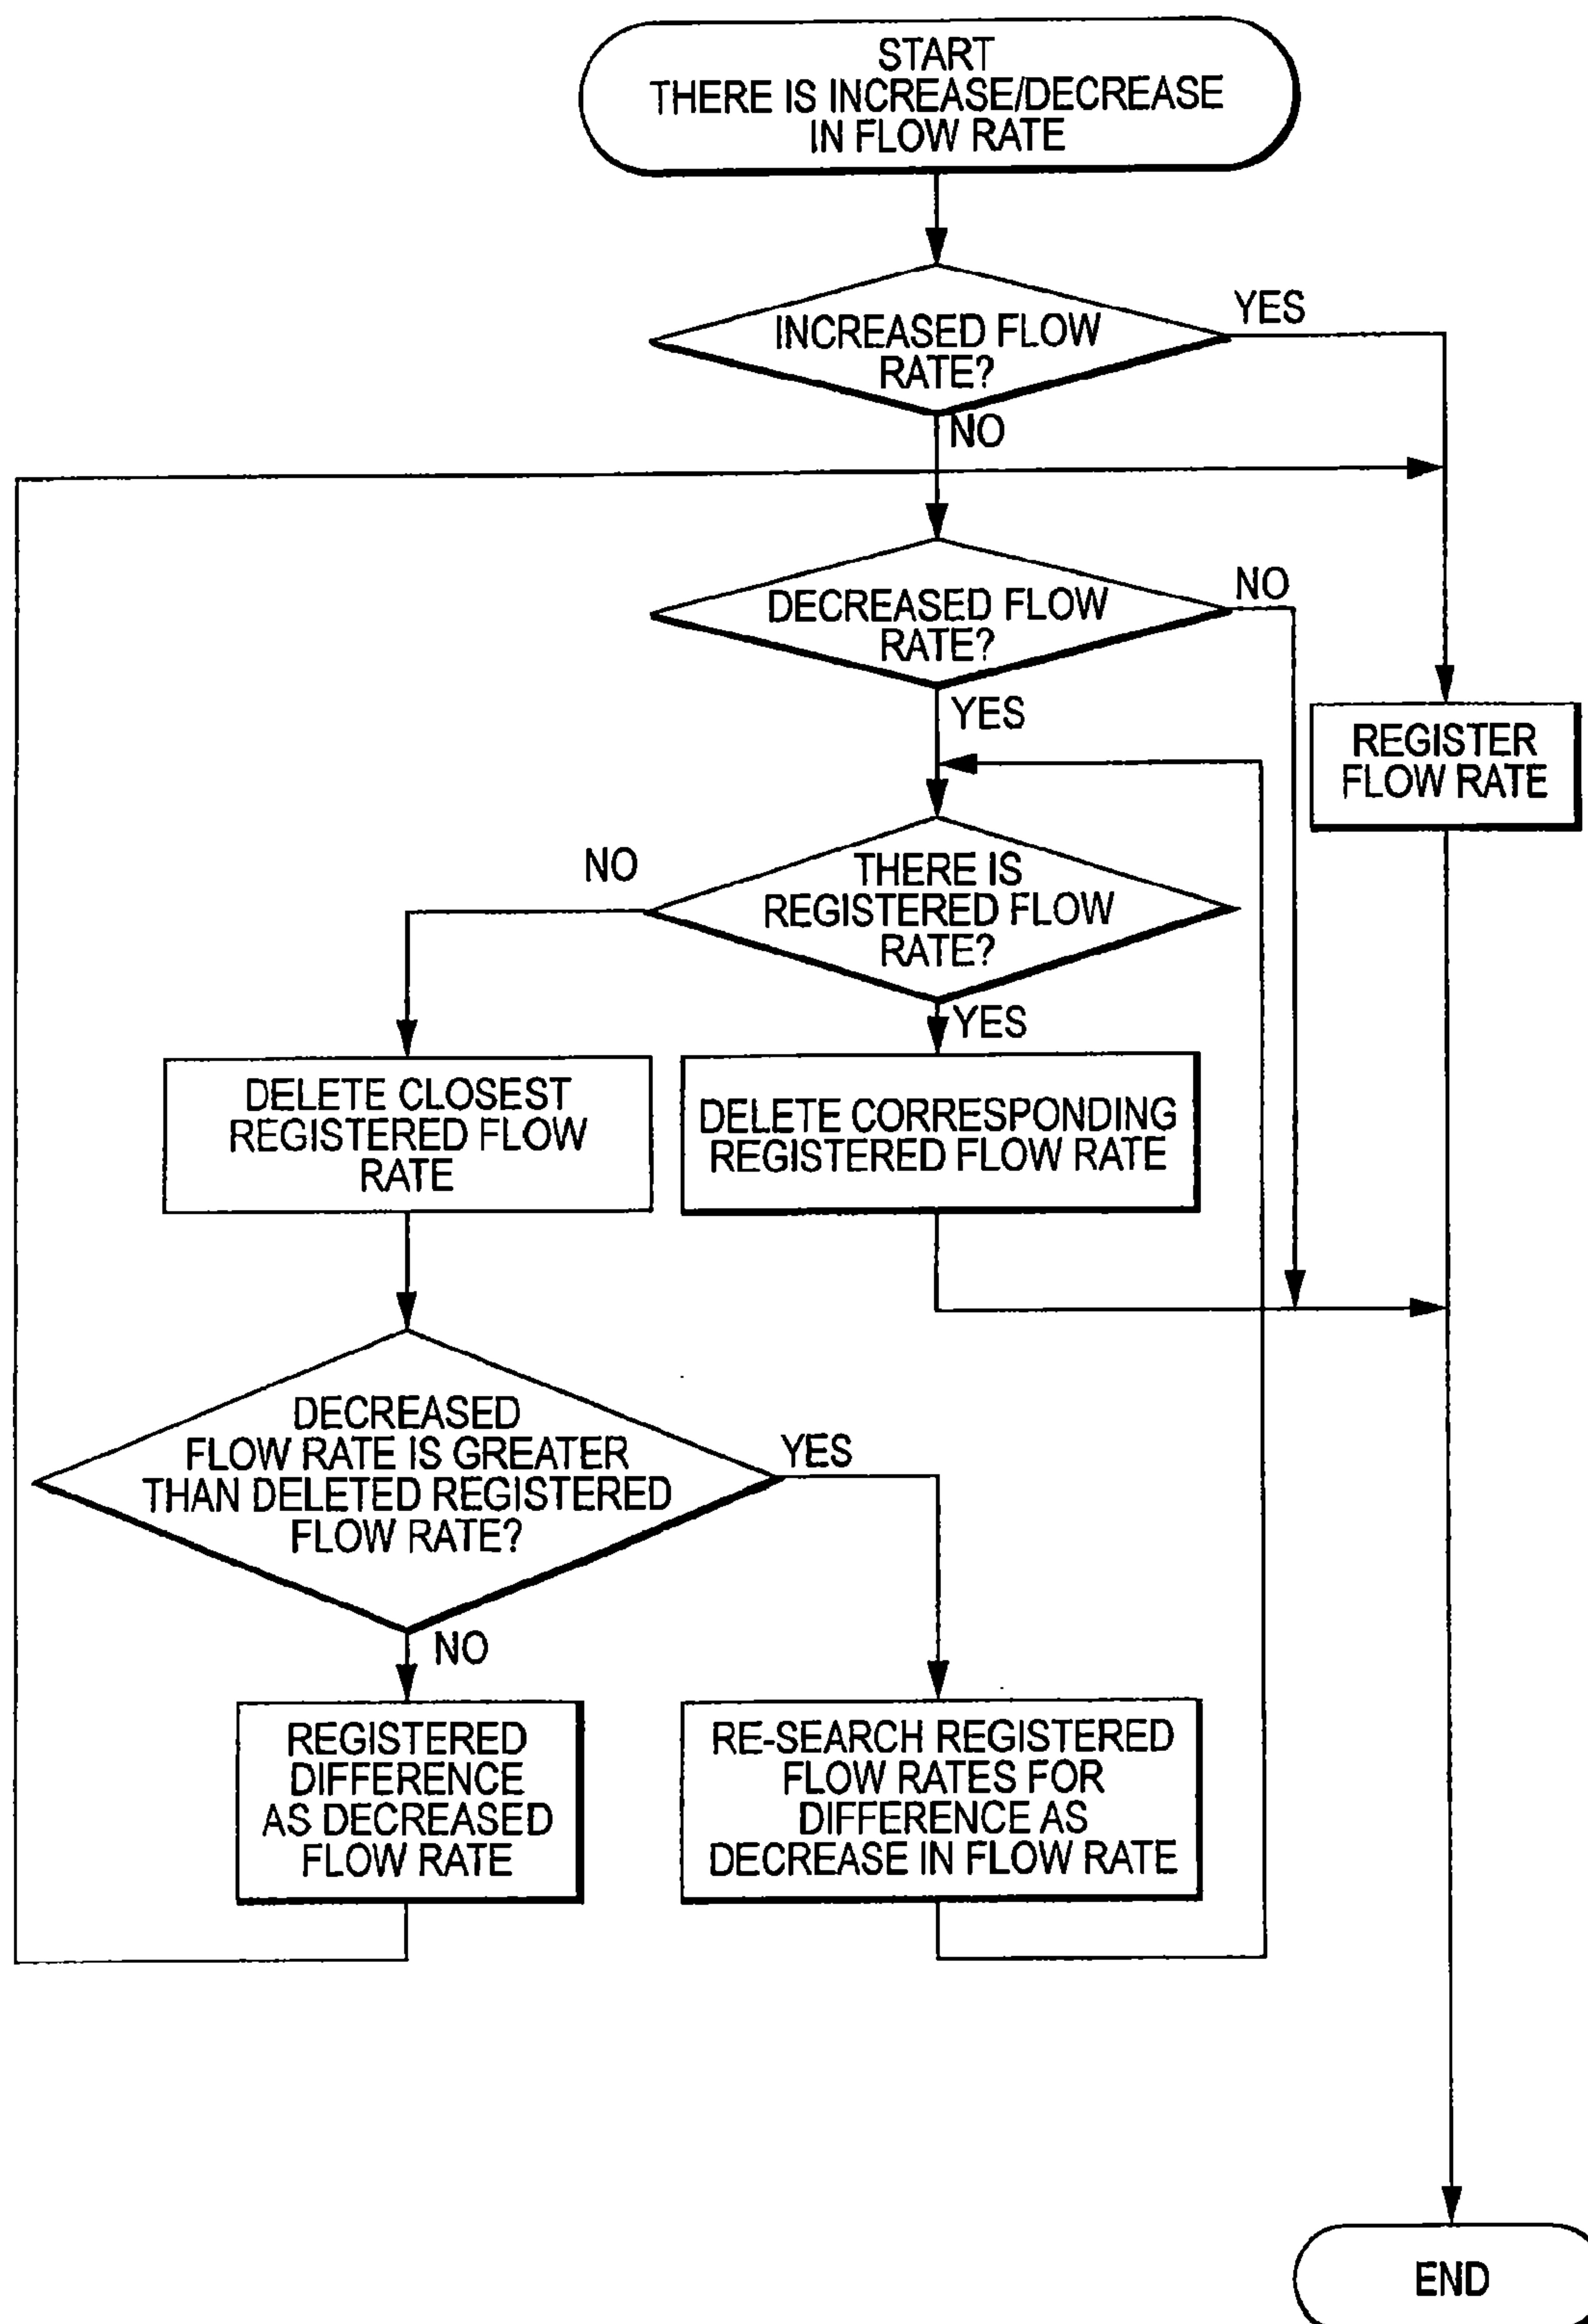 START
THERE IS INCREASE/DECREASE
IN FLOW RATE
INCREASED FLOW
RATE?
YES
NO
DECREASED FLOW
RATE?
NO
YES
REGISTER
FLOW RATE
THERE IS
REGISTERED FLOW
RATE?
NO
YES
DELETE CLOSEST
REGISTERED FLOW
RATE
DELETE CORRESPONDING
REGISTERED FLOW RATE
DECREASED
FLOW RATE IS GREATER
THAN DELETED REGISTERED
FLOW RATE?
YES
NO
REGISTERED
DIFFERENCE
AS DECREASED
FLOW RATE
RE-SEARCH REGISTERED
FLOW RATES FOR
DIFFERENCE AS
DECREASE IN FLOW RATE
END